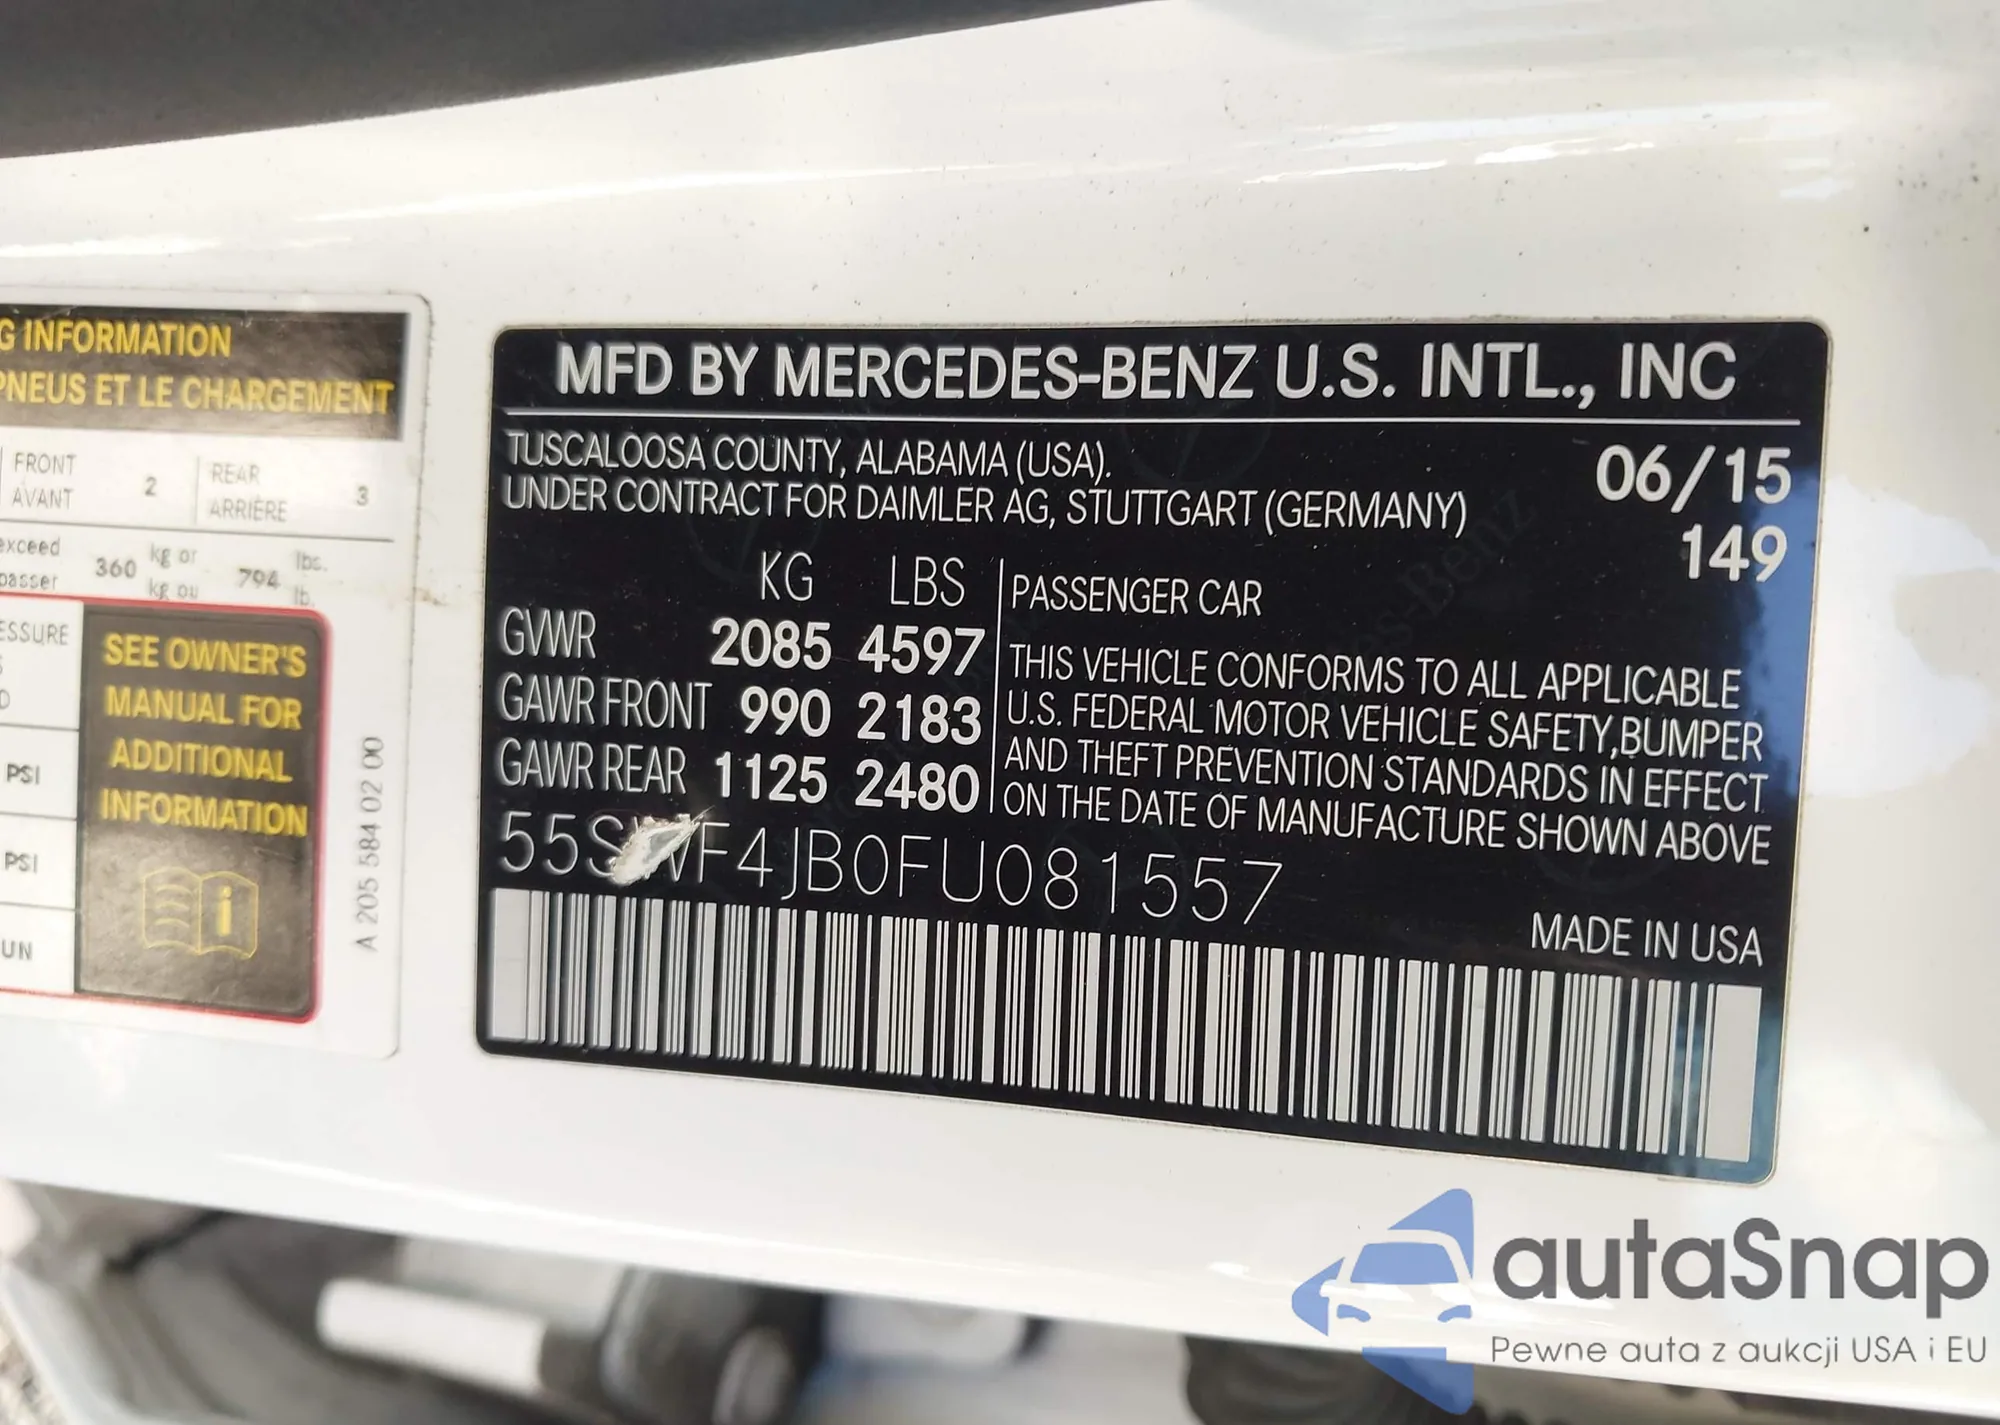 G INFORMATION
PNEUS ET LE CHARGEMENT
FRONT
AVANT
2
REAR
ARRIÈRE
3
exceed
passer
360
kg or
kg ou
794
lbs.
lb.
ESSURE
S
D
PSI
PSI
UN
SEE OWNER'S
MANUAL FOR
ADDITIONAL
INFORMATION
i
A 205 584 02 00
MFD BY MERCEDES-BENZ U.S. INTL., INC
TUSCALOOSA COUNTY, ALABAMA (USA).
UNDER CONTRACT FOR DAIMLER AG, STUTTGART (GERMANY)
06/15
149
KG LBS
GVWR 2085 4597
GAWR FRONT 990 2183
GAWR REAR 1125 2480
PASSENGER CAR
THIS VEHICLE CONFORMS TO ALL APPLICABLE
U.S. FEDERAL MOTOR VEHICLE SAFETY,BUMPER
AND THEFT PREVENTION STANDARDS IN EFFECT
ON THE DATE OF MANUFACTURE SHOWN ABOVE
55SWF4JB0FU081557
MADE IN USA
autaSnap
Pewne auta z aukcji USA i EU